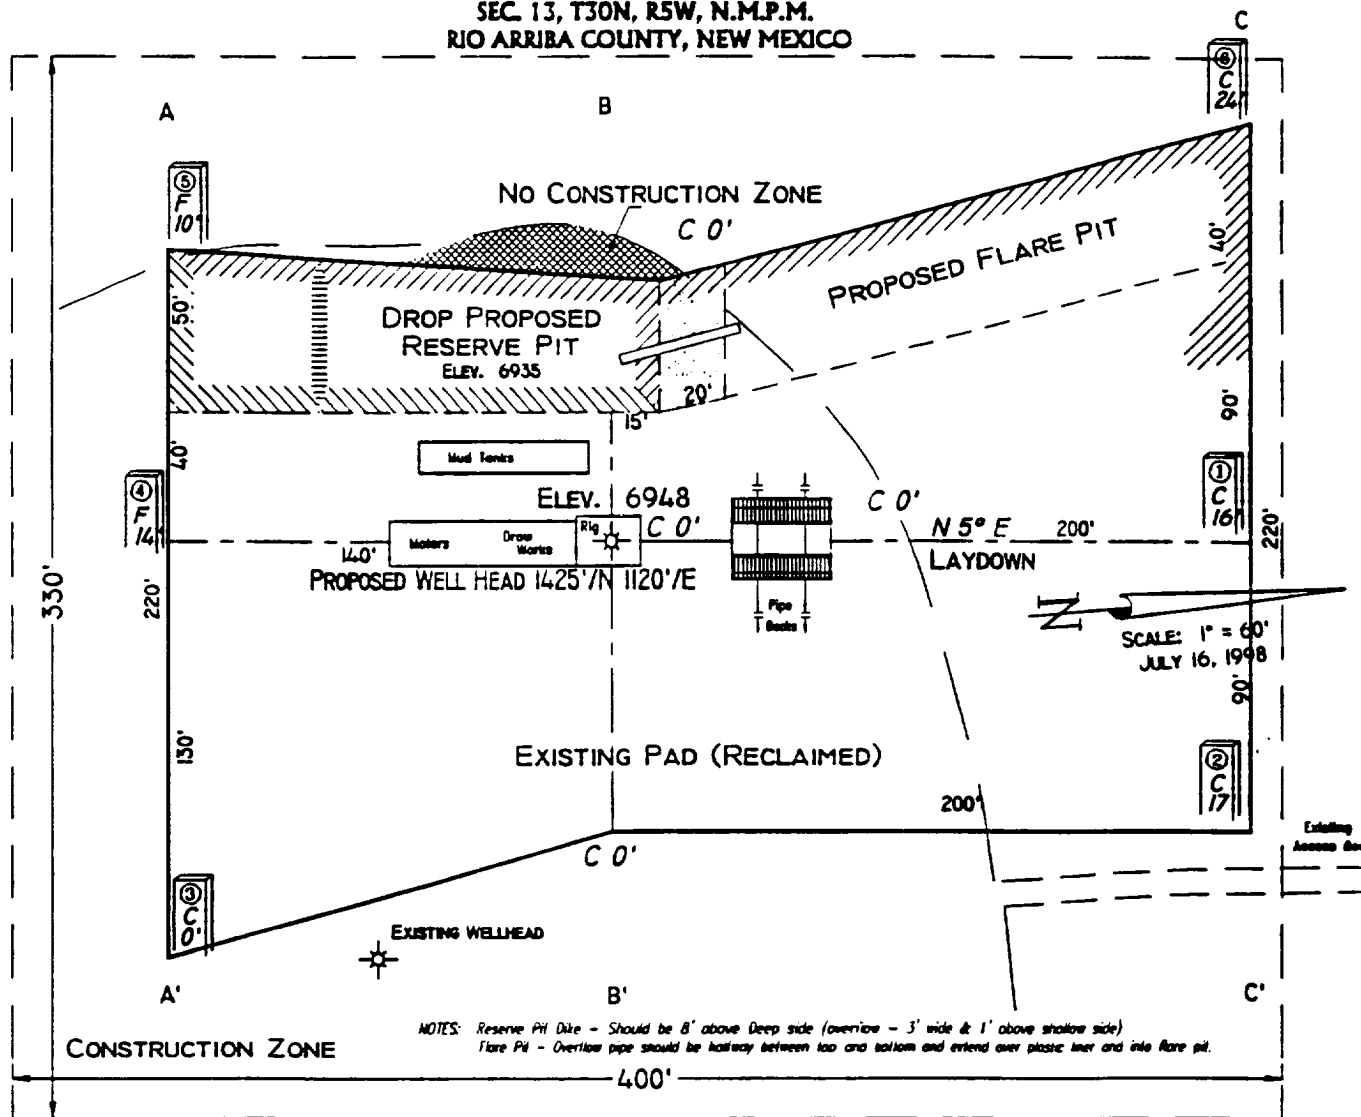 SEC. 13, T30N, R5W, N.M.P.M.
RIO ARRIBA COUNTY, NEW MEXICO
C
⑥
C
24'
A
B
⑤
F
10'
NO CONSTRUCTION ZONE
C 0'
PROPOSED FLARE PIT
40'
50'
DROP PROPOSED
RESERVE PIT
ELEV. 6935
20'
15'
90'
40'
Mud Tanks
④
F
14'
①
C
16'
ELEV. 6948
C 0'
Rig
C 0'
N 5° E
200'
220'
Motors
Draw
Works
140'
LAYDOWN
PROPOSED WELL HEAD 1425'/N 1120'/E
330'
220'
Pipe
Racks
N
SCALE: 1" = 60'
JULY 16, 1998
90'
130'
EXISTING PAD (RECLAIMED)
②
C
17'
200'
Existing
Access
C 0'
③
C
0'
EXISTING WELLHEAD
A'
B'
C'
NOTES: Reserve Pit Dike - Should be 8' above Deep side (overflow - 3' wide & 1' above shallow side)
Flare Pit - Overflow pipe should be halfway between top and bottom and extend over plastic liner and into flare pit.
CONSTRUCTION ZONE
400'